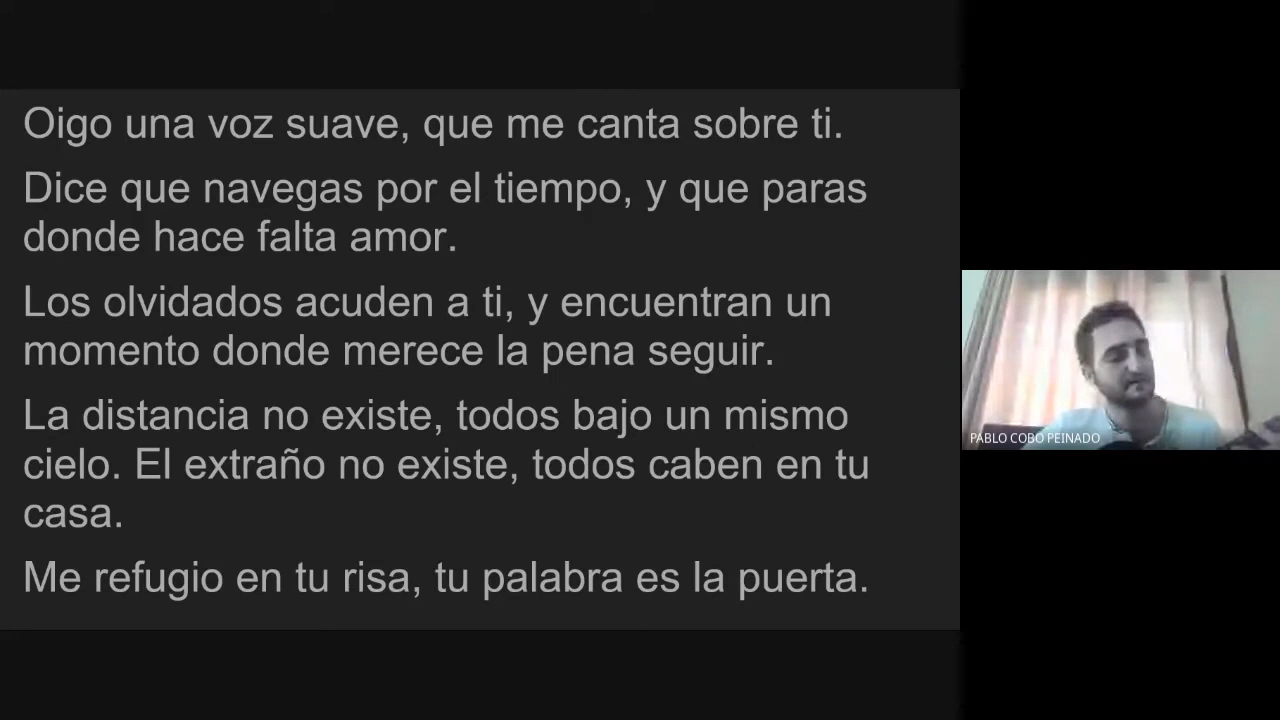 Oigo una voz suave, que me canta sobre ti.
Dice que navegas por el tiempo, y que paras
donde hace falta amor.
Los olvidados acuden a ti, y encuentran un
momento donde merece la pena seguir.
La distancia no existe, todos bajo un mismo
cielo. El extraño no existe, todos caben en tu
casa.
Me refugio en tu risa, tu palabra es la puerta.
PABLO COBO PEINADO